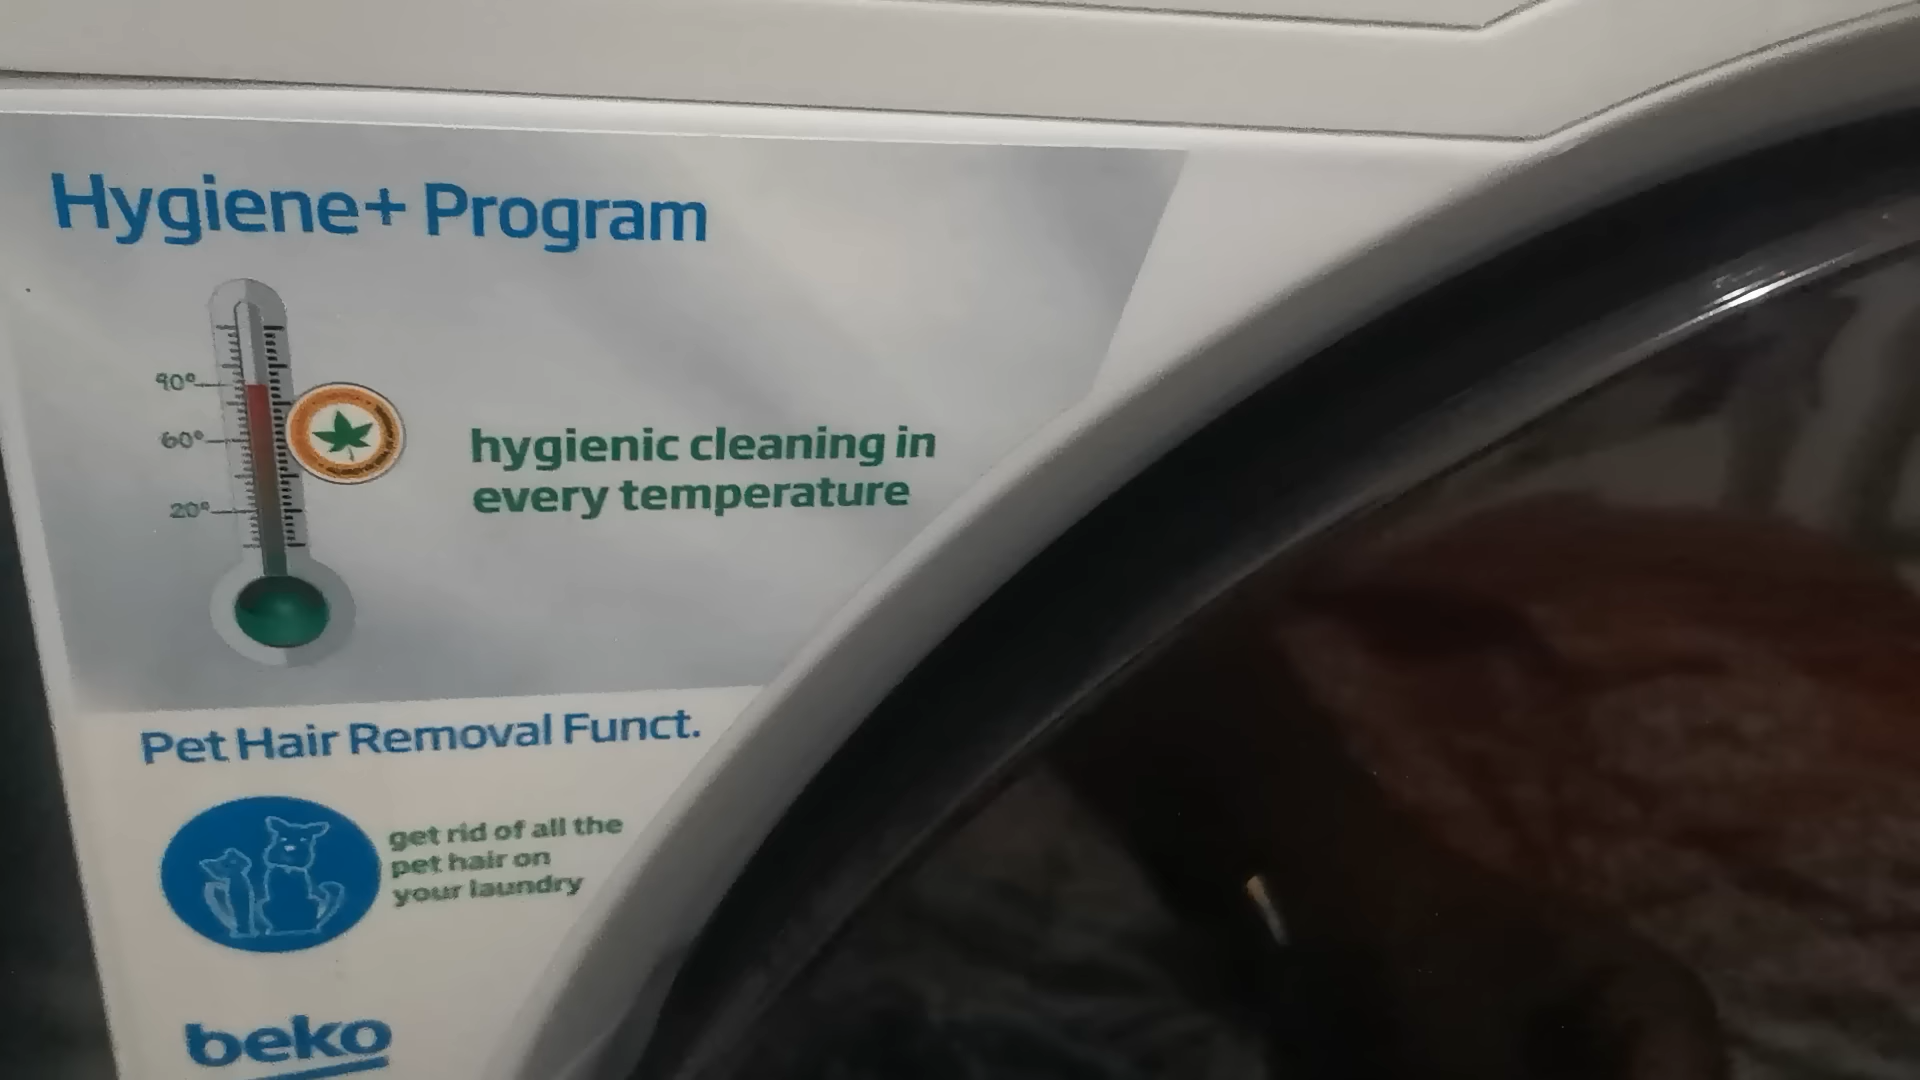 Hygiene+ Program
90°
60°
20°
hygienic cleaning in
every temperature
Pet Hair Removal Funct.
get rid of all the
pet hair on
your laundry
beko